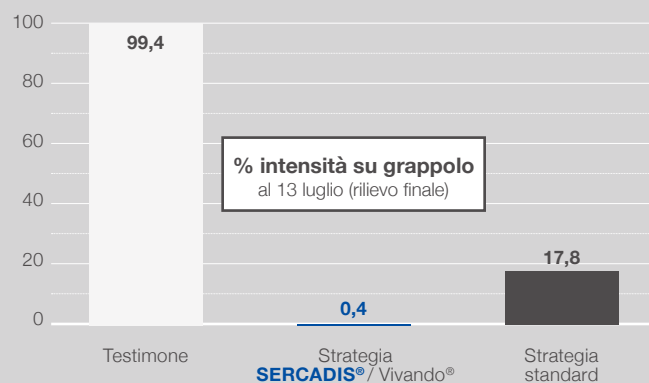 100
99,4
80
60
% intensità su grappolo
al 13 luglio (rilievo finale)
40
20
17,8
0,4
0
Testimone
Strategia
SERCADIS® / Vivando®
Strategia
standard